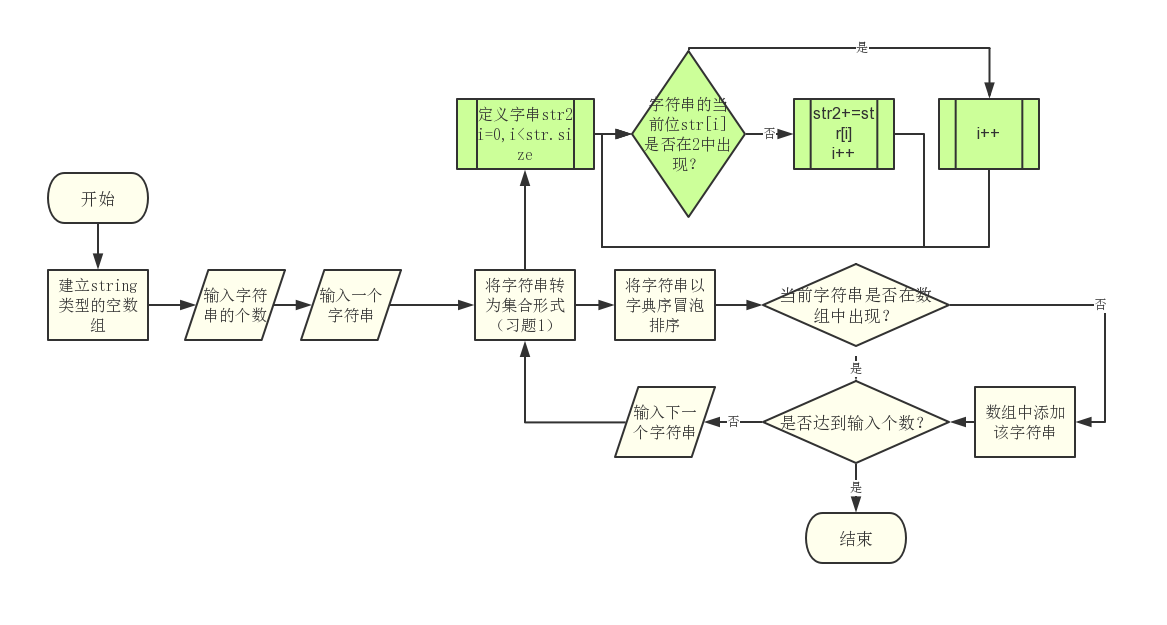 是
定义字串str2
i=0,i<str.si
ze
字符串的当
前位str[i]
是否在2中出
现？
否
str2+=st
r[i]
i++
i++
开始
建立string
类型的空数
组
输入字符
串的个数
输入一个
字符串
将字符串转
为集合形式
（习题1）
将字符串以
字典序冒泡
排序
当前字符串是否在数
组中出现？
否
是
输入下一
个字符串
否
是否达到输入个数？
数组中添加
该字符串
是
结束